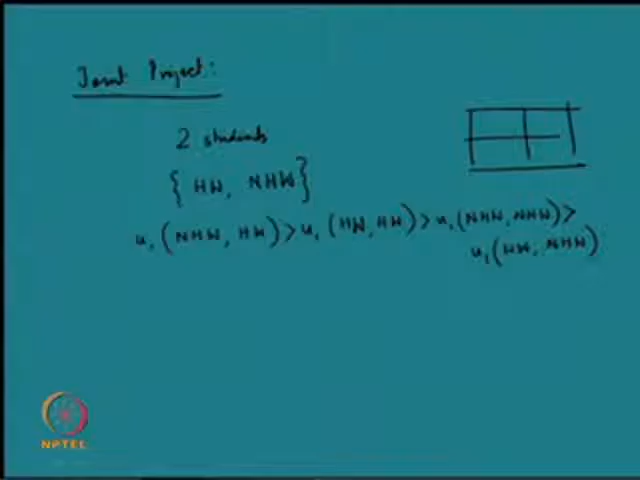 Joint Project:
2 students
{ HW, NHW }
u₁ (NHW, HW) > u₁ (HW, HW) > u₁ (NHW, NHW) >
u₁ (HW, NHW)
NPTEL